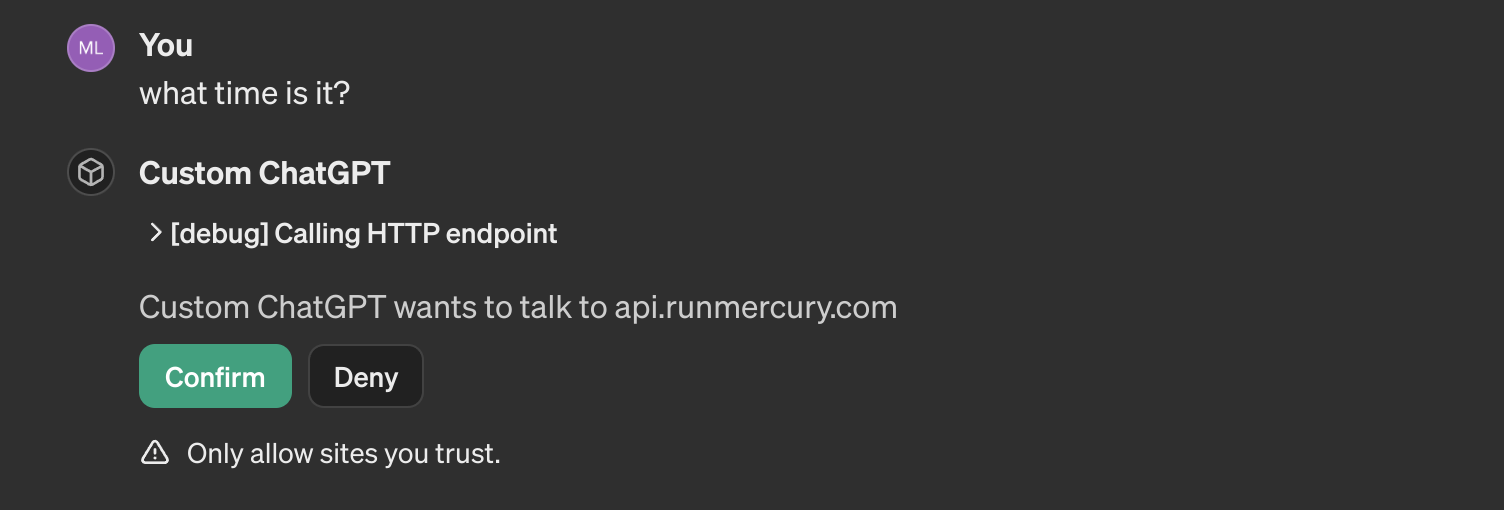 ML
You
what time is it?
Custom ChatGPT
[debug] Calling HTTP endpoint
Custom ChatGPT wants to talk to api.runmercury.com
Confirm
Deny
Only allow sites you trust.